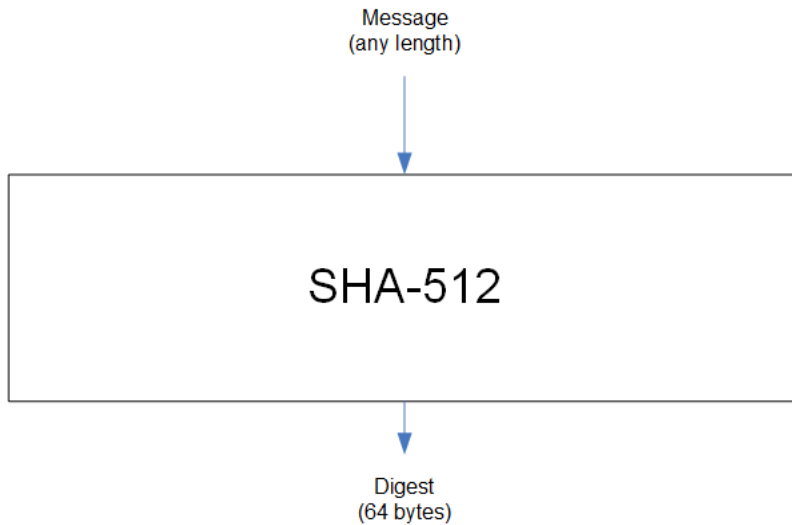 Message
(any length)
SHA-512
Digest
(64 bytes)